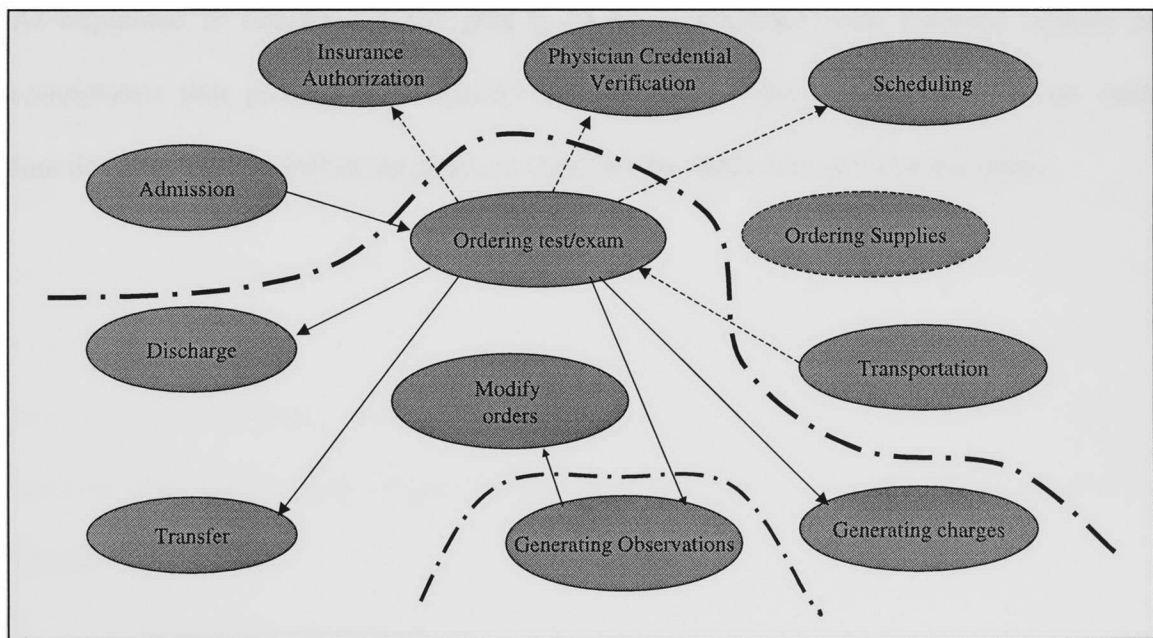 Insurance
Authorization
Physician Credential
Verification
Scheduling
Admission
Ordering test/exam
Ordering Supplies
Discharge
Transportation
Modify
orders
Transfer
Generating Observations
Generating charges